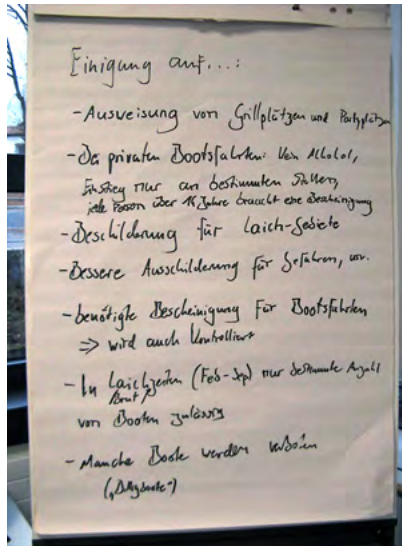 Einigung auf...:
- Ausweisung von Grillplätzen und Partyplätzen
- Bei privaten Bootsfahrten: kein Alkohol,
Einstieg nur an bestimmten Stellen,
jede Person über 16 Jahre braucht eine Bescheinigung
- Beschilderung für Laich-Gebiete
- Bessere Ausschilderung für Gefahren,
- benötigte Bescheinigung für Bootsfahrten
⇒ wird auch kontrolliert
- In Laichzeiten (Feb-Sep) nur bestimmte Anzahl
Brut
von Booten zulässig
- Manche Boote werden verboten